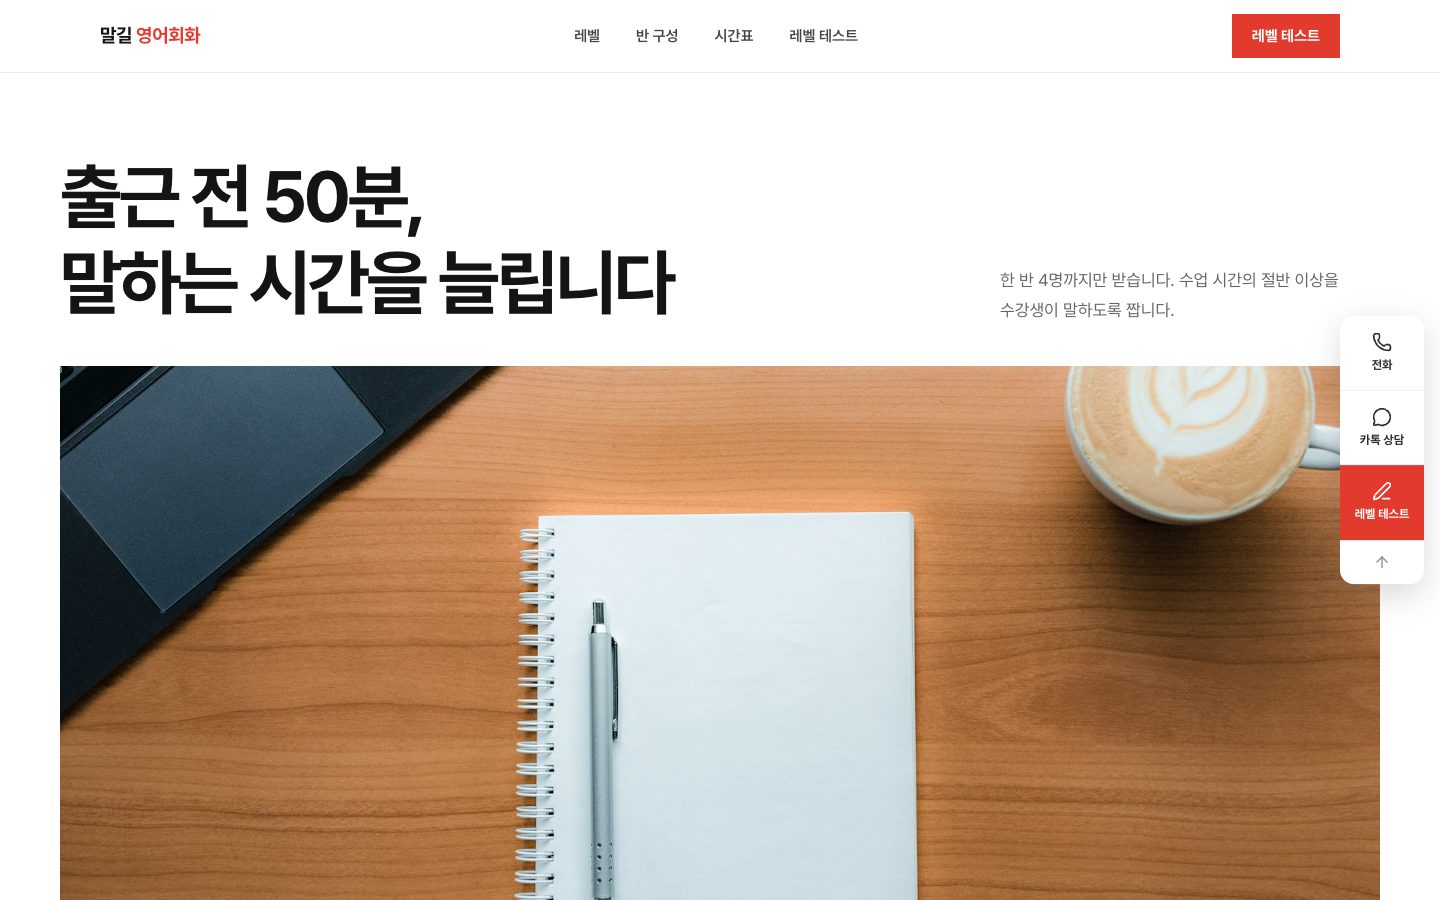 말길 영어회화
레벨
반 구성
시간표
레벨 테스트
레벨 테스트
출근 전 50분,
말하는 시간을 늘립니다
한 반 4명까지만 받습니다. 수업 시간의 절반 이상을
수강생이 말하도록 짭니다.
전화
카톡 상담
레벨 테스트